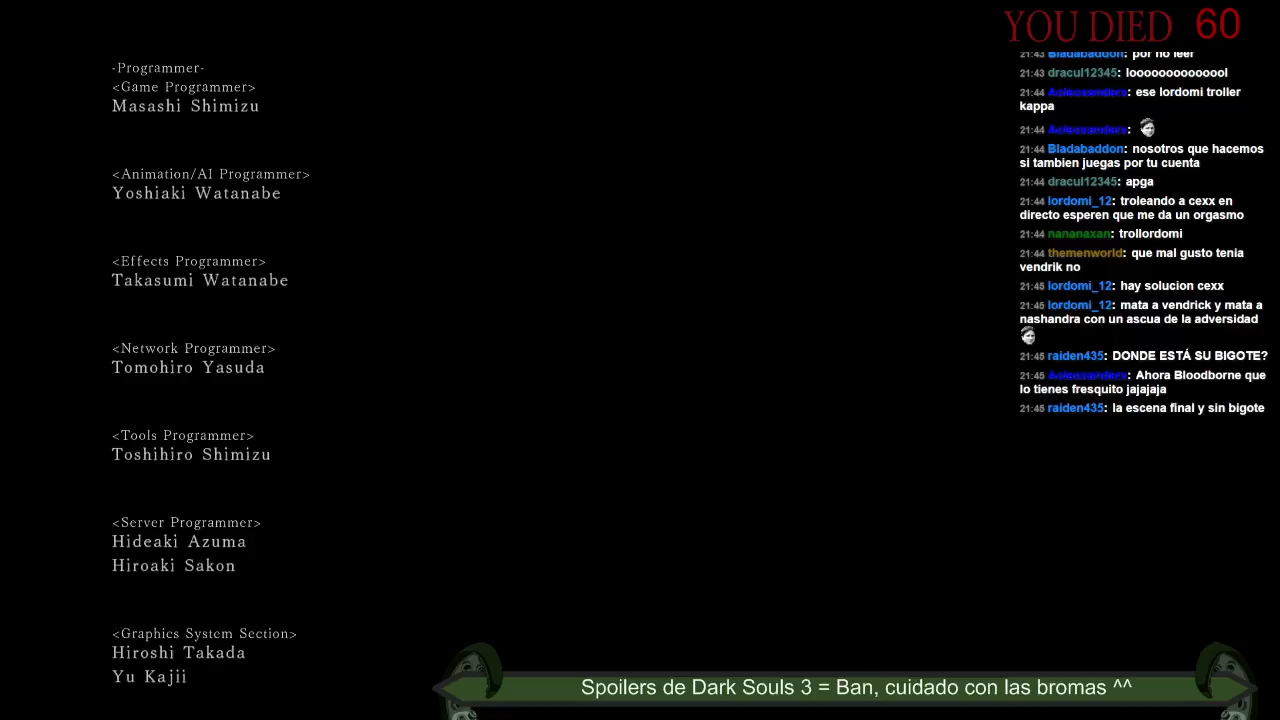 YOU DIED 60
-Programmer-
<Game Programmer>
Masashi Shimizu
<Animation/AI Programmer>
Yoshiaki Watanabe
<Effects Programmer>
Takasumi Watanabe
<Network Programmer>
Tomohiro Yasuda
<Tools Programmer>
Toshihiro Shimizu
<Server Programmer>
Hideaki Azuma
Hiroaki Sakon
<Graphics System Section>
Hiroshi Takada
Yu Kajii
21:43 Bladabaddon: por no leer
21:43 dracul12345: looooooooooooool
21:44 : ese lordomi troller
kappa
21:44 :
21:44 Bladabaddon: nosotros que hacemos
si tambien juegas por tu cuenta
21:44 dracul12345: apga
21:44 lordomi_12: troleando a cexx en
directo esperen que me da un orgasmo
21:44 nananaxan: trollordomi
21:44 themenworld: que mal gusto tenia
vendrik no
21:45 lordomi_12: hay solucion cexx
21:45 lordomi_12: mata a vendrick y mata a
nashandra con un ascua de la adversidad
21:45 raiden435: DONDE ESTÁ SU BIGOTE?
21:45 : Ahora Bloodborne que
lo tienes fresquito jajajaja
21:45 raiden435: la escena final y sin bigote
Spoilers de Dark Souls 3 = Ban, cuidado con las bromas ^^